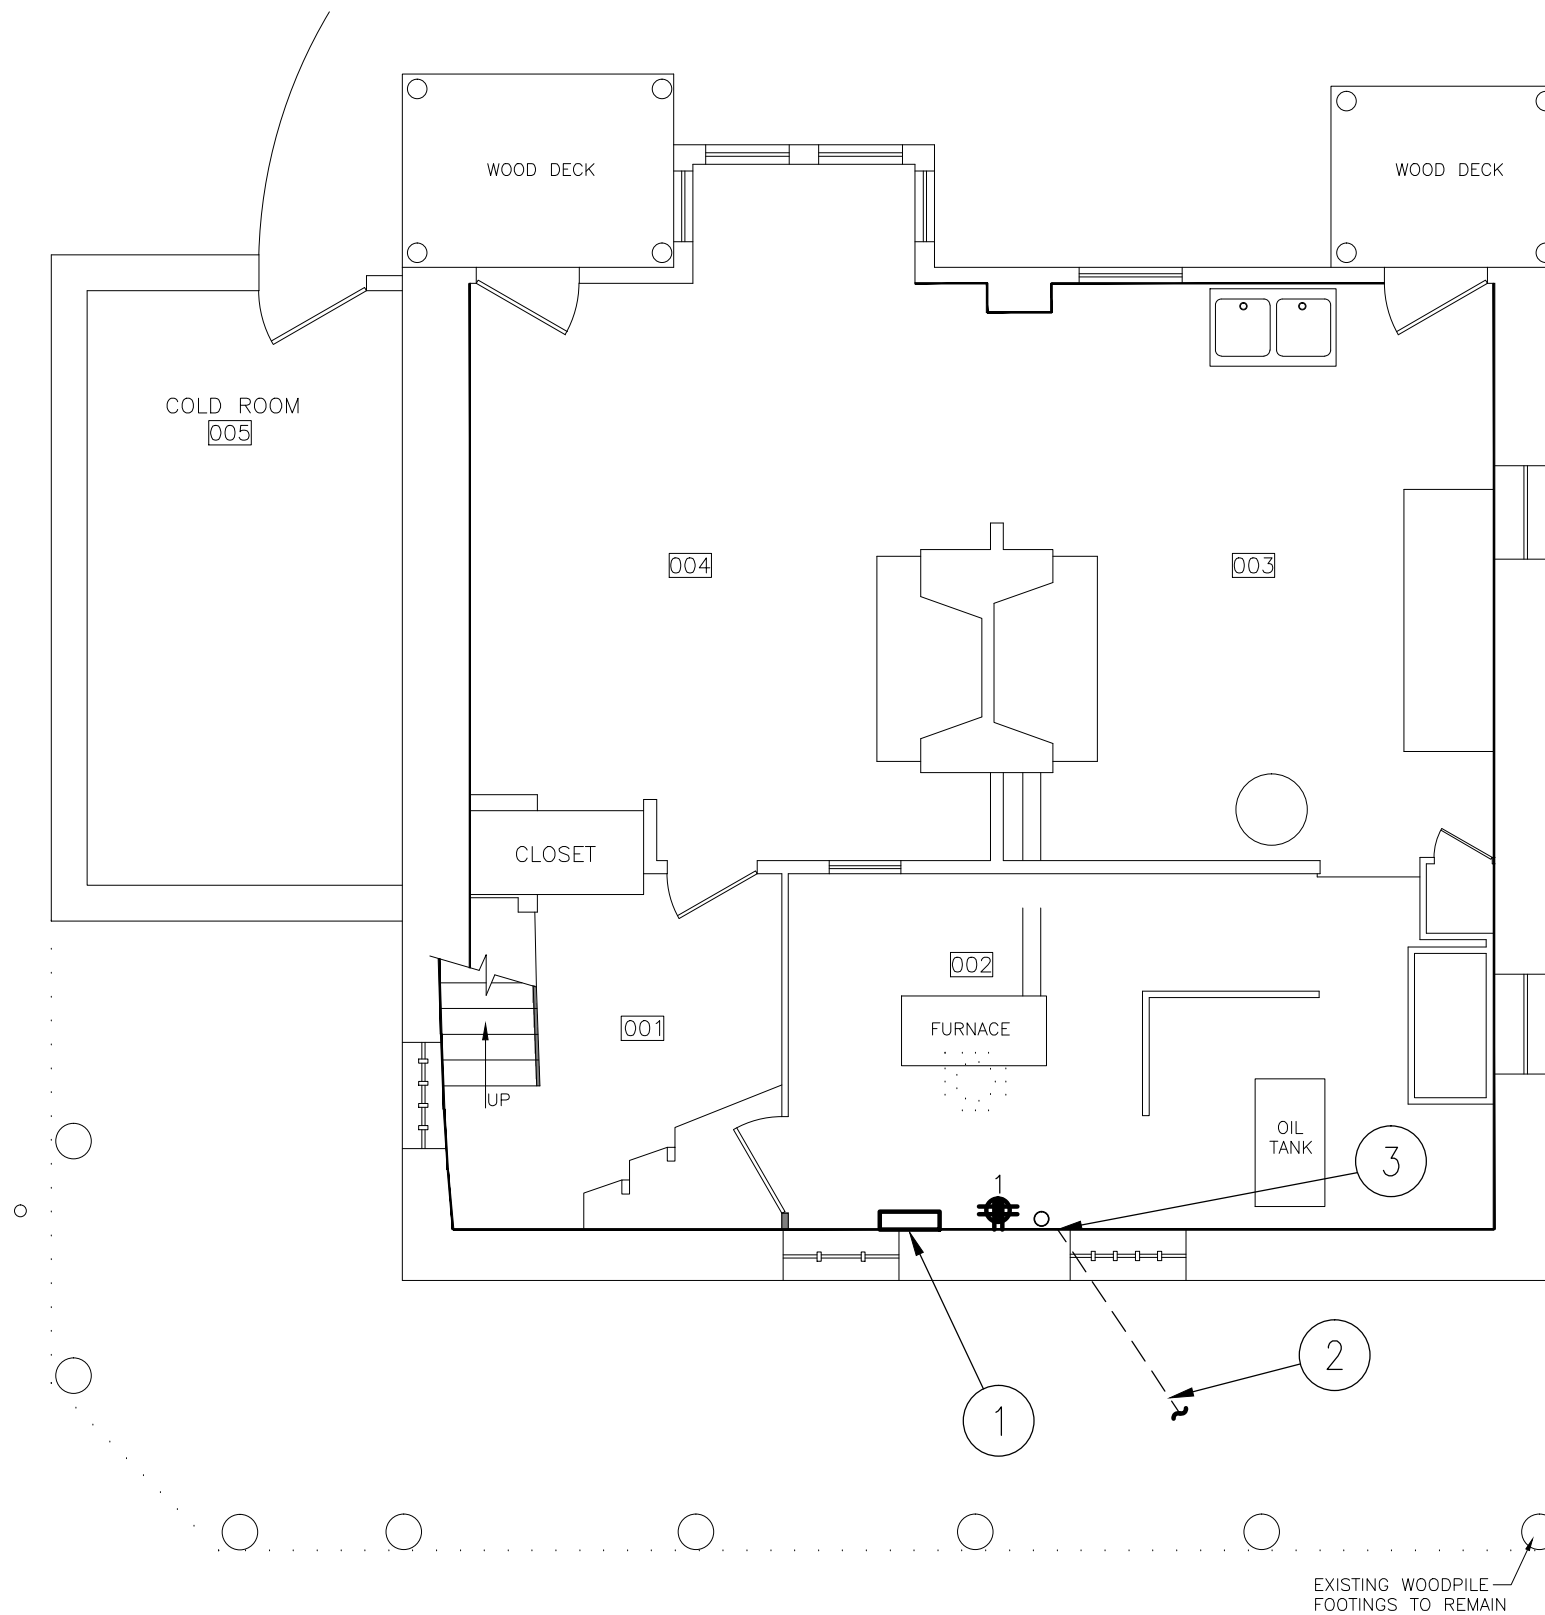 WOOD DECK
WOOD DECK
COLD ROOM
005
004
003
CLOSET
002
001
FURNACE
UP
OIL
TANK
3
1
2
1
EXISTING WOODPILE
FOOTINGS TO REMAIN